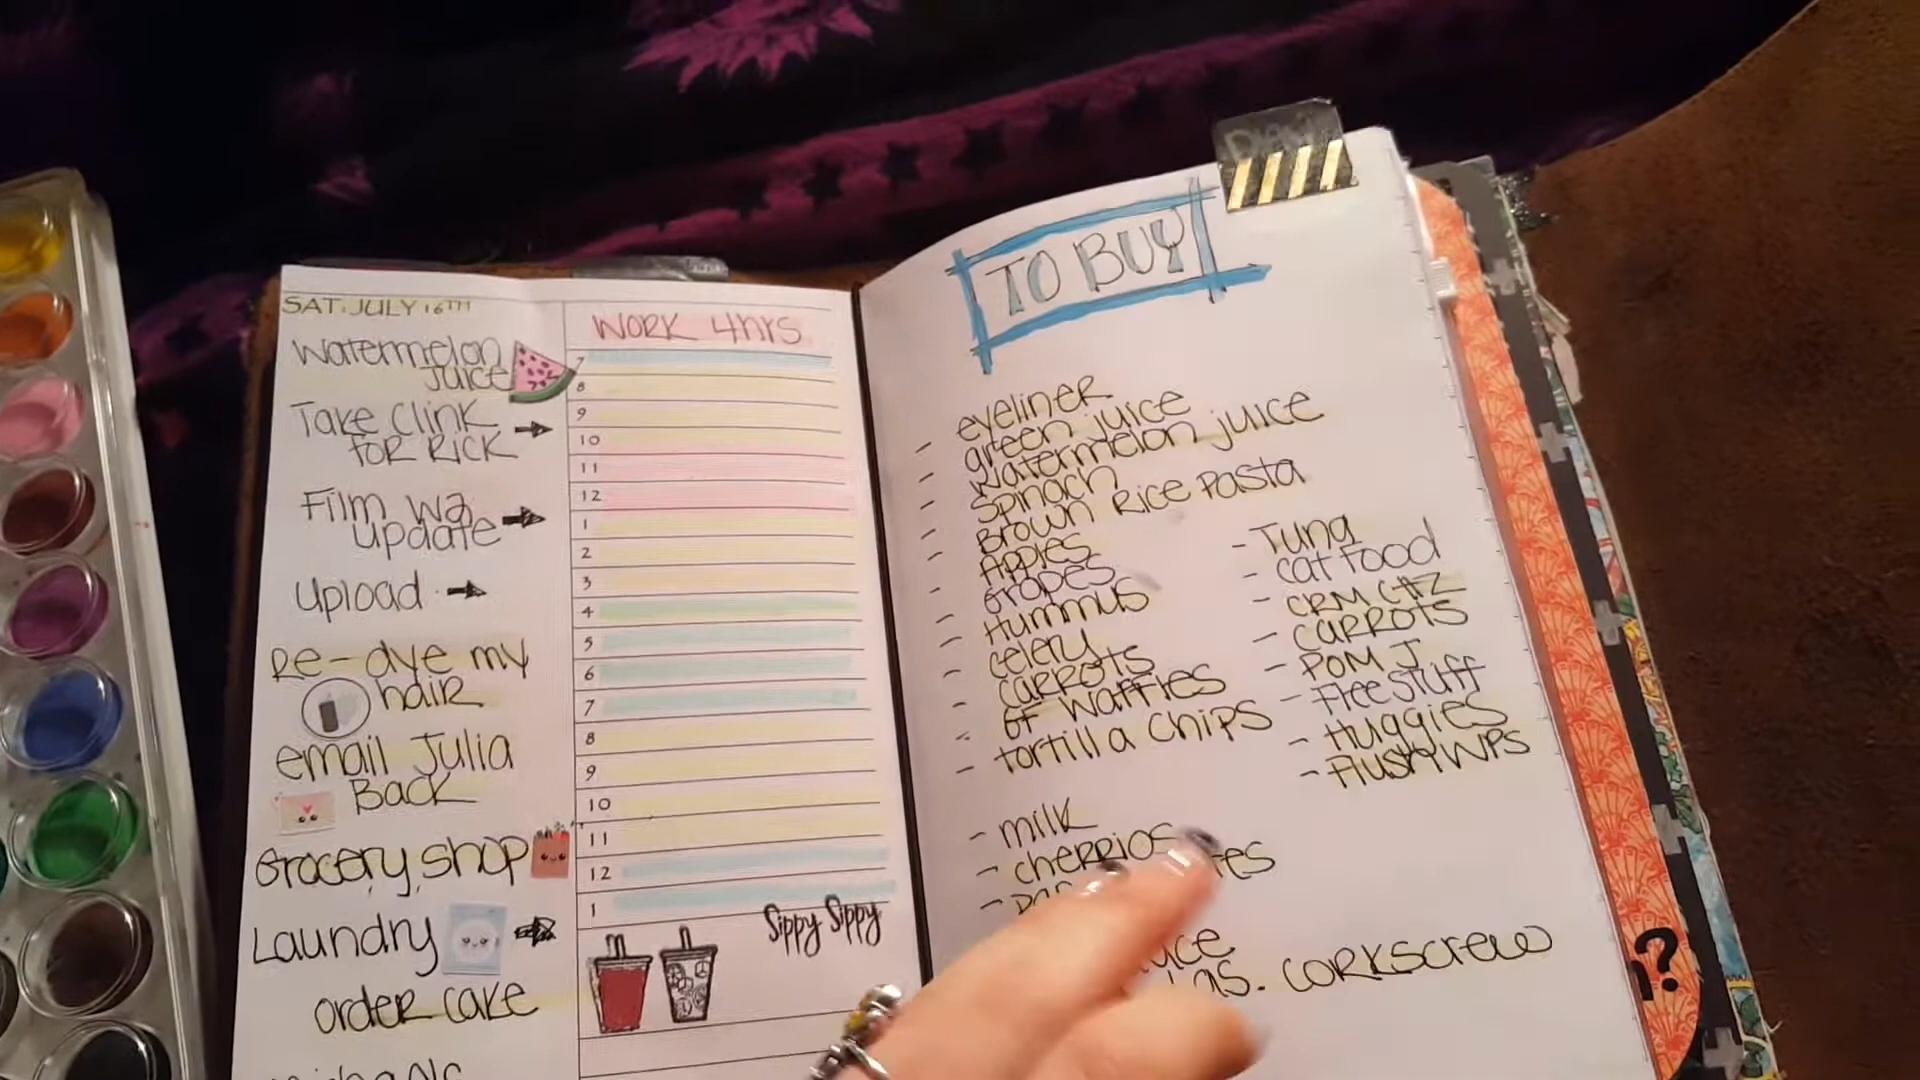 SAT. JULY 16TH
Watermelon
Juice
Take Clink
FOR RICK
Film wa
update
upload
Re-dye my
hair
email Julia
Back
Grocery shop
Laundry
order cake
WORK 4hrs
7
8
9
10
11
12
1
2
3
4
5
6
7
8
9
10
11
12
1
Sippy Sippy
TO BUY
- eyeliner
- green juice
- watermelon juice
- Spinach
- Brown Rice Pasta
- Apples
- Grapes
- Hummus
- celery
- CARROTS
- GF Waffles
- tortilla chips
- Tuna
- cat food
- CRM CHZ
- CARROTS
- POM J
- Flee stuff
- Huggies
- Flushy WPS
- milk
- cherrios
corkscrew
?